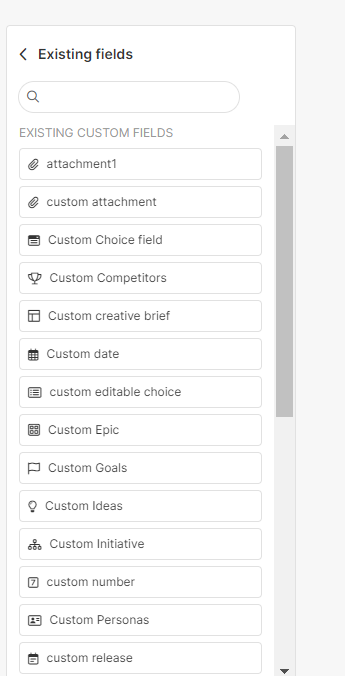 Existing fields
EXISTING CUSTOM FIELDS
attachment1
custom attachment
Custom Choice field
Custom Competitors
Custom creative brief
Custom date
custom editable choice
Custom Epic
Custom Goals
Custom Ideas
Custom Initiative
7 custom number
Custom Personas
custom release